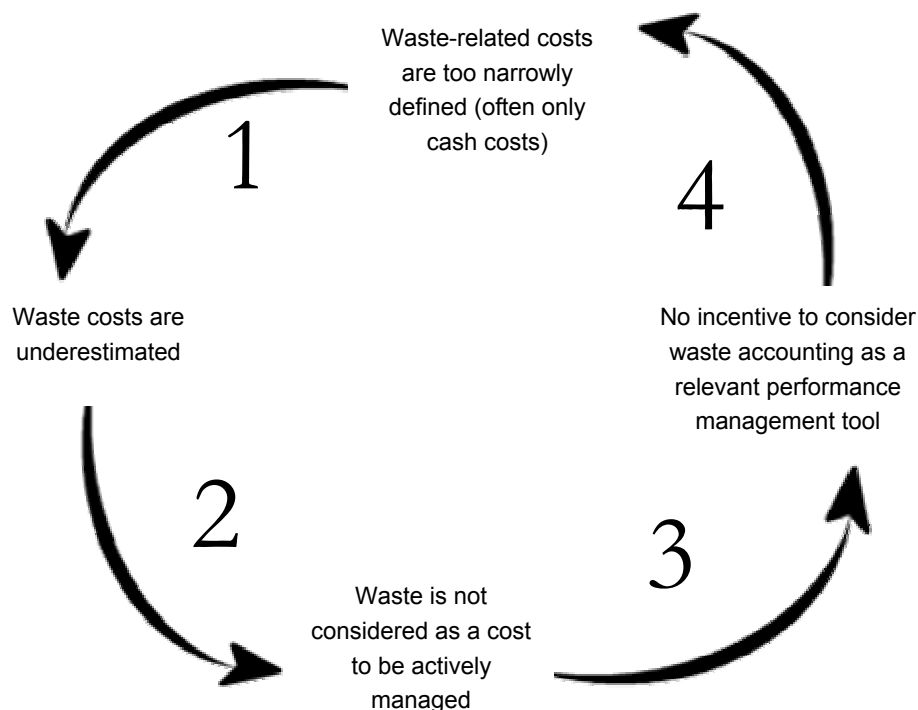 Waste-related costs
are too narrowly
defined (often only
cash costs)
1
4
Waste costs are
underestimated
No incentive to consider
waste accounting as a
relevant performance
management tool
2
3
Waste is not
considered as a cost
to be actively
managed